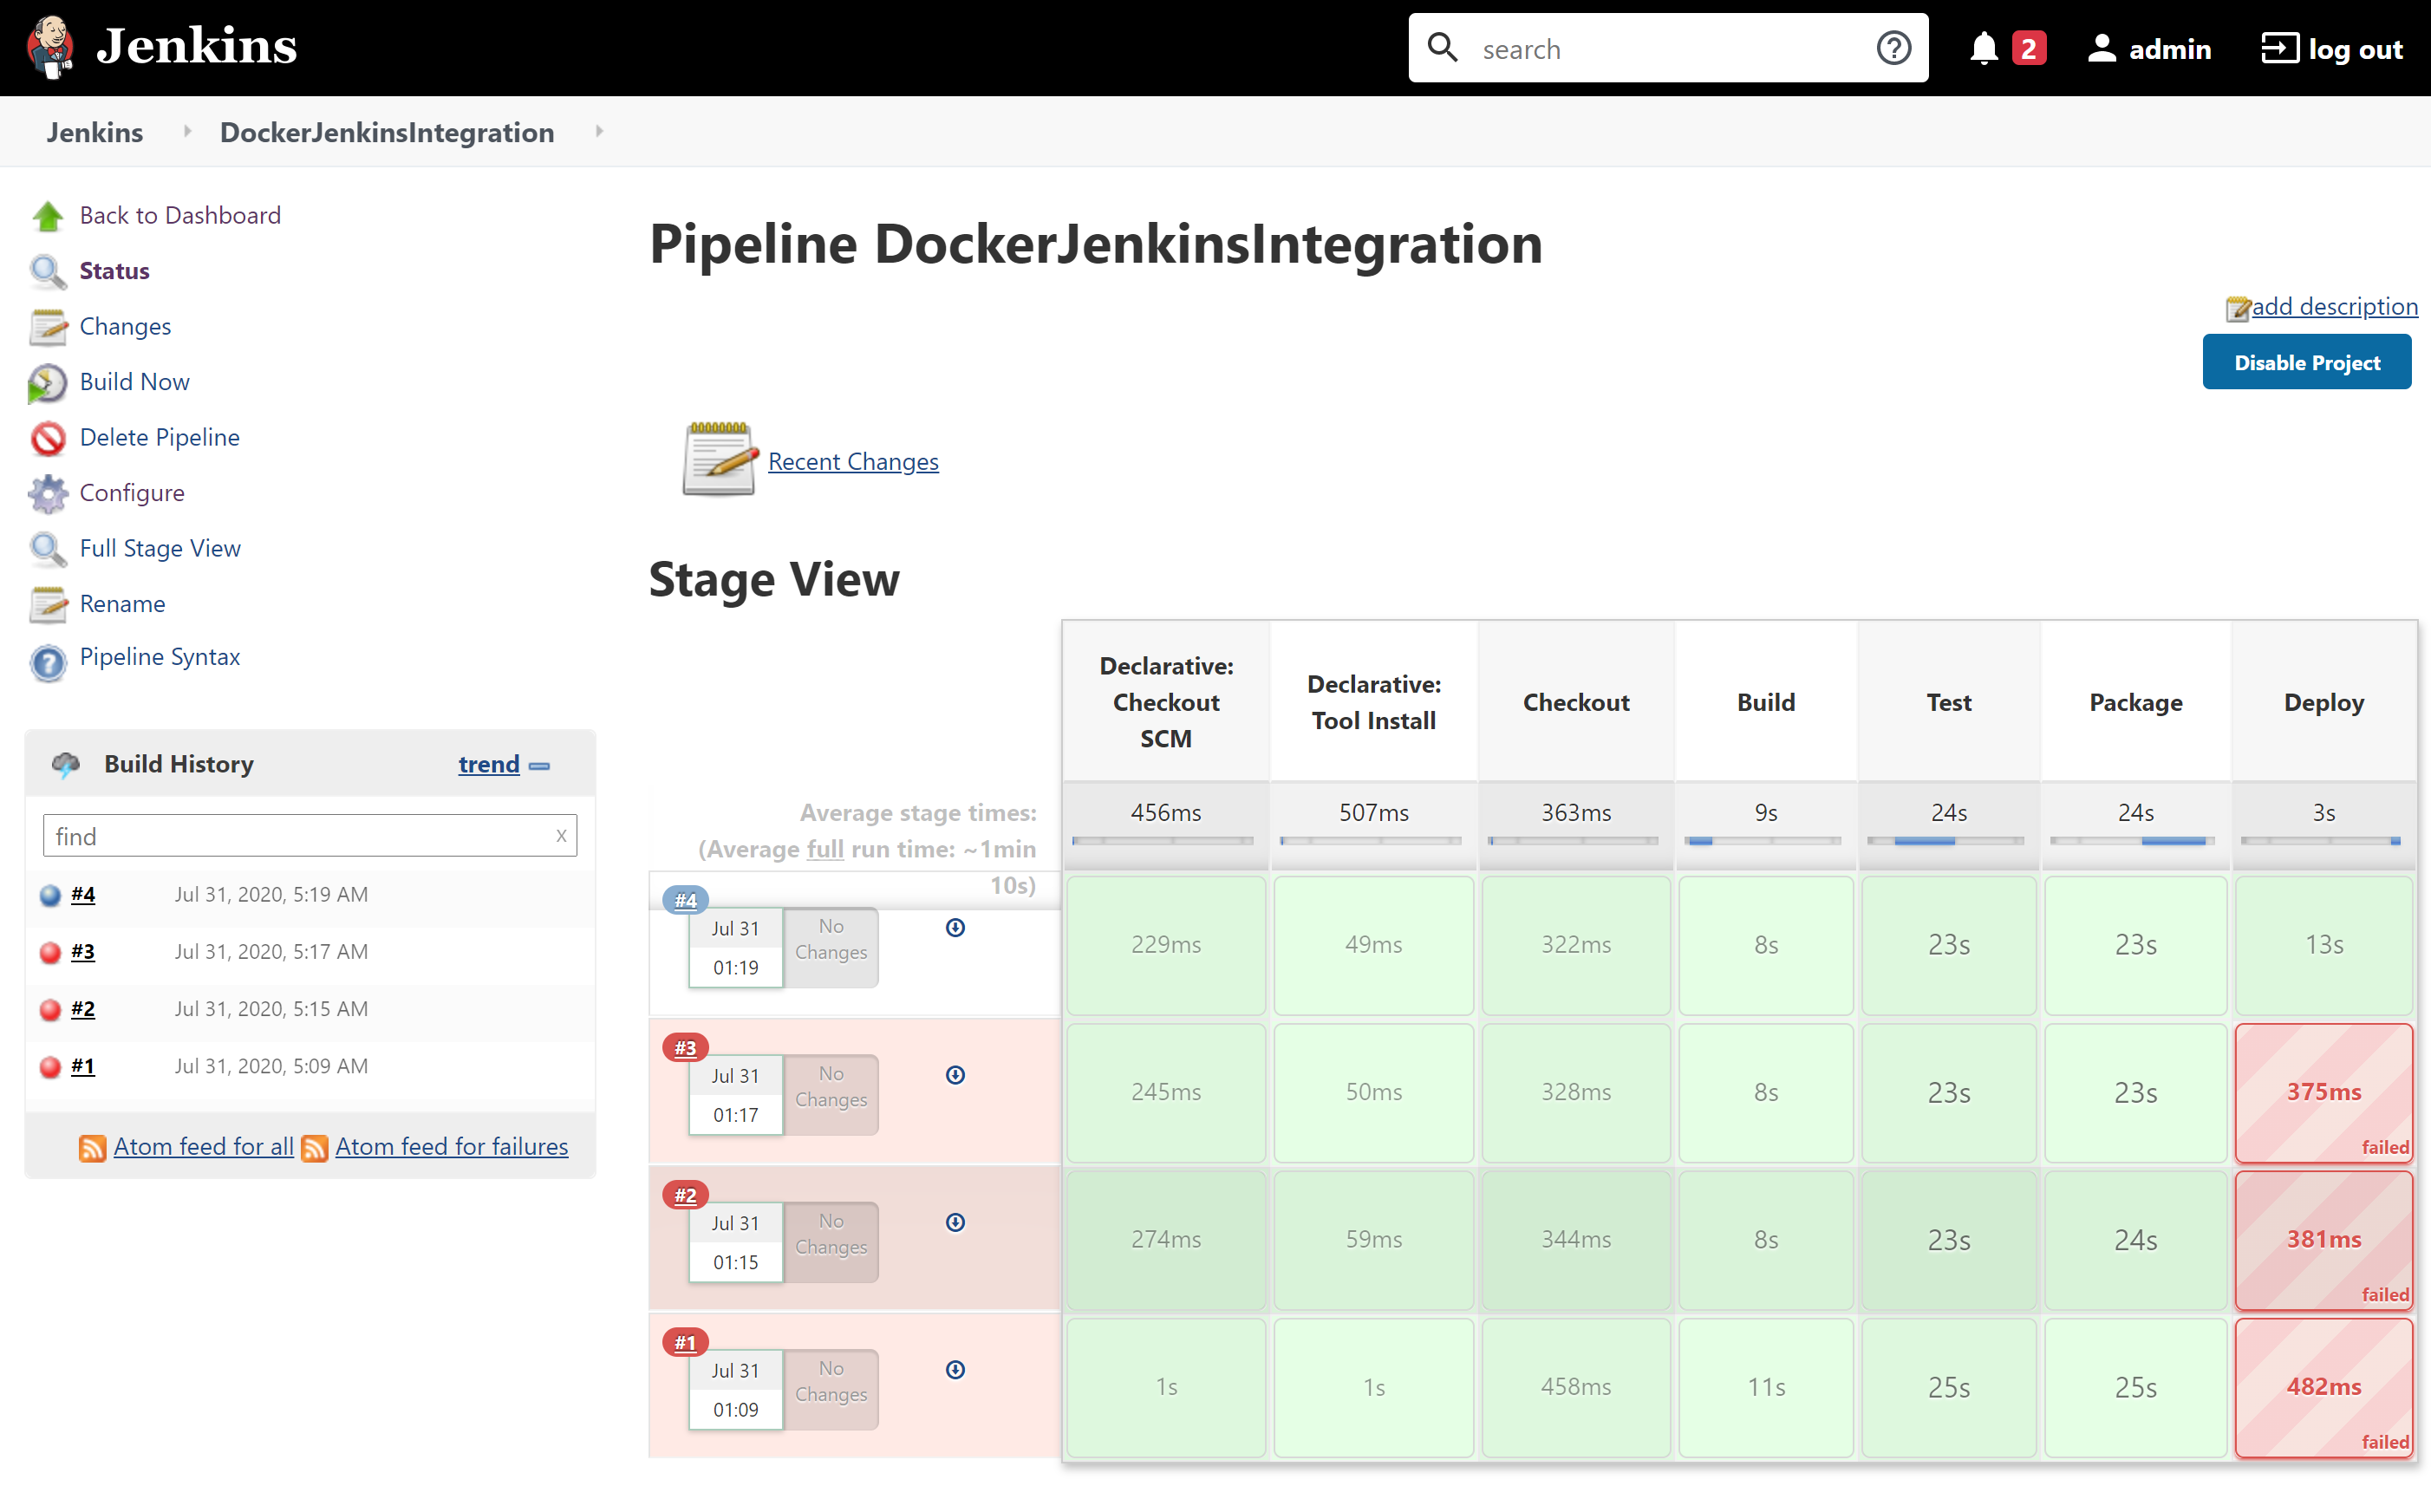 Jenkins
search
2
admin
log out
Jenkins
DockerJenkinsIntegration
Back to Dashboard
Status
Changes
Build Now
Delete Pipeline
Configure
Full Stage View
Rename
Pipeline Syntax
Build History
trend
find
x
#4 Jul 31, 2020, 5:19 AM
#3 Jul 31, 2020, 5:17 AM
#2 Jul 31, 2020, 5:15 AM
#1 Jul 31, 2020, 5:09 AM
Atom feed for all Atom feed for failures
Pipeline DockerJenkinsIntegration
add description
Disable Project
Recent Changes
Stage View
Declarative:
Checkout
SCM
Declarative:
Tool Install
Checkout
Build
Test
Package
Deploy
Average stage times:
(Average full run time: ~1min
10s)
456ms 507ms 363ms 9s 24s 24s 3s
#4
Jul 31
01:19
No
Changes
229ms 49ms 322ms 8s 23s 23s 13s
#3
Jul 31
01:17
No
Changes
245ms 50ms 328ms 8s 23s 23s 375ms
failed
#2
Jul 31
01:15
No
Changes
274ms 59ms 344ms 8s 23s 24s 381ms
failed
#1
Jul 31
01:09
No
Changes
1s 1s 458ms 11s 25s 25s 482ms
failed